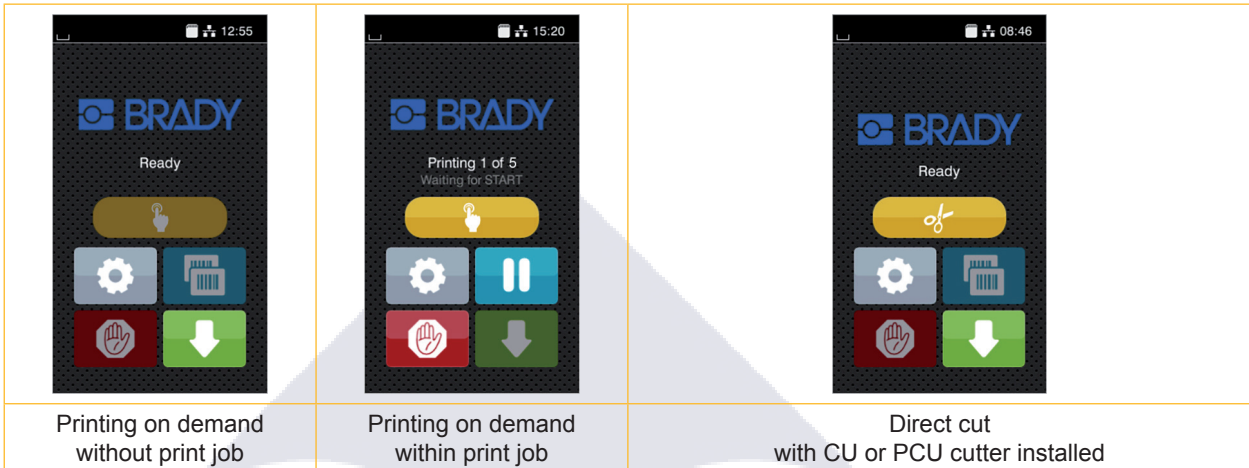 12:55
BRADY
Ready
15:20
BRADY
Printing 1 of 5
Waiting for START
08:46
BRADY
Ready
Printing on demand
without print job
Printing on demand
within print job
Direct cut
with CU or PCU cutter installed